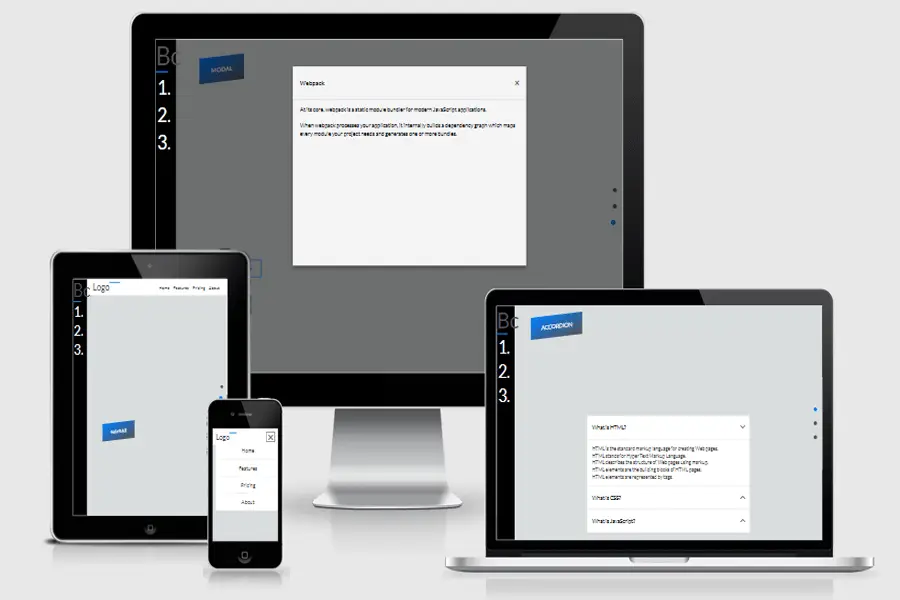 Bo
1.
2.
3.
MODAL
Webpack
×
At its core, webpack is a static module bundler for modern JavaScript applications.
When webpack processes your application, it internally builds a dependency graph which maps
every module your project needs and generates one or more bundles.
Bo
Logo
Home Features Pricing About
1.
2.
3.
NAVBAR
Logo
Home
Features
Pricing
About
Bo
1.
2.
3.
ACCORDION
What is HTML?
HTML is the standard markup language for creating Web pages.
HTML stands for Hyper Text Markup Language.
HTML describes the structure of Web pages using markup.
HTML elements are the building blocks of HTML pages.
HTML elements are represented by tags.
What is CSS?
What is JavaScript?